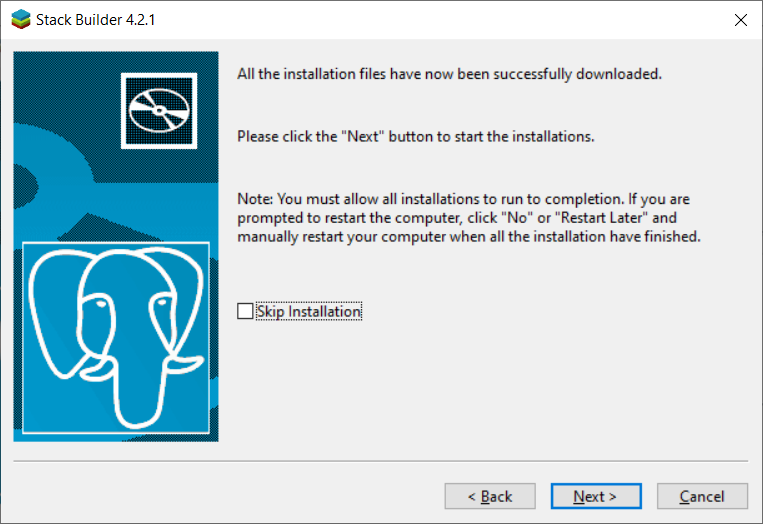 Stack Builder 4.2.1
All the installation files have now been successfully downloaded.
Please click the "Next" button to start the installations.
Note: You must allow all installations to run to completion. If you are
prompted to restart the computer, click "No" or "Restart Later" and
manually restart your computer when all the installation have finished.
Skip Installation
< Back
Next >
Cancel